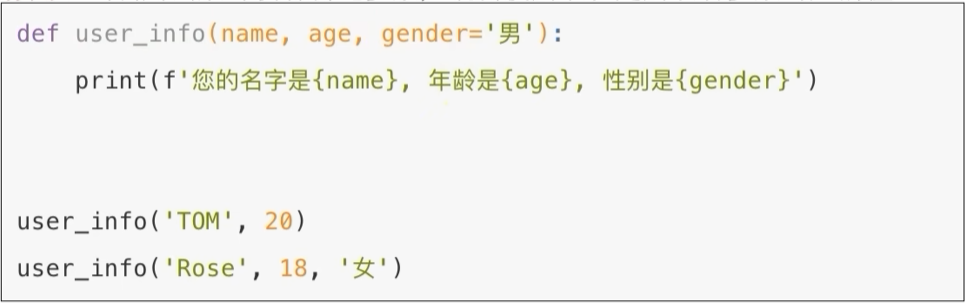 def user_info(name, age, gender='男'):
    print(f'您的名字是{name}, 年龄是{age}, 性别是{gender}')
user_info('TOM', 20)
user_info('Rose', 18, '女')